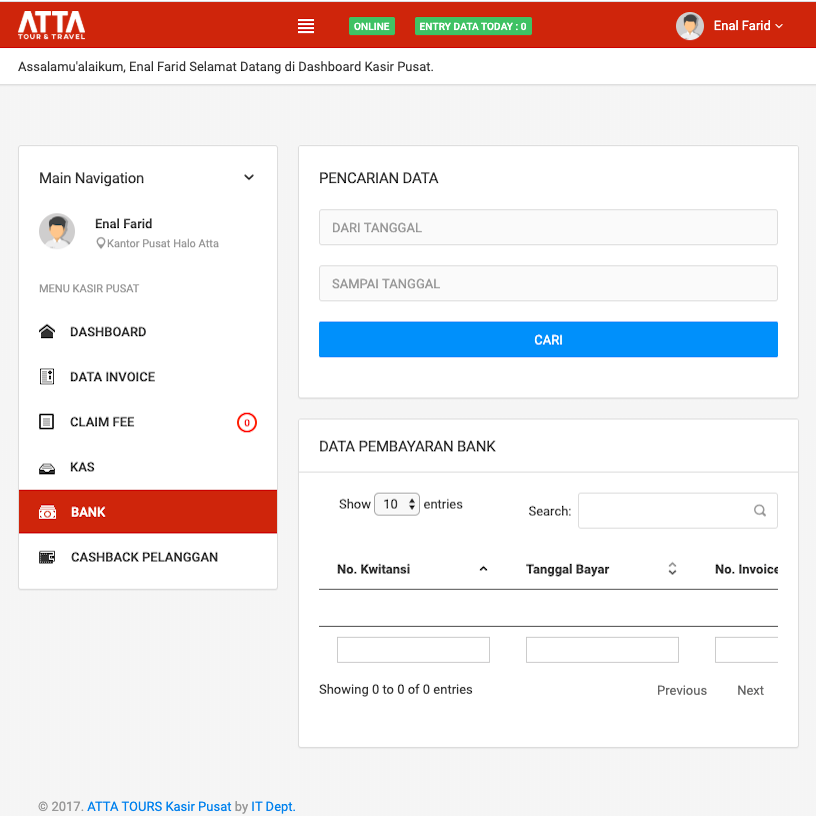 ATTA
TOUR & TRAVEL
ONLINE
ENTRY DATA TODAY : 0
Enal Farid
Assalamu'alaikum, Enal Farid Selamat Datang di Dashboard Kasir Pusat.
Main Navigation
Enal Farid
Kantor Pusat Halo Atta
MENU KASIR PUSAT
DASHBOARD
DATA INVOICE
CLAIM FEE
0
KAS
BANK
CASHBACK PELANGGAN
PENCARIAN DATA
DARI TANGGAL
SAMPAI TANGGAL
CARI
DATA PEMBAYARAN BANK
Show 10 entries
Search:
No. Kwitansi Tanggal Bayar No. Invoice
Showing 0 to 0 of 0 entries
Previous Next
© 2017. ATTA TOURS Kasir Pusat by IT Dept.